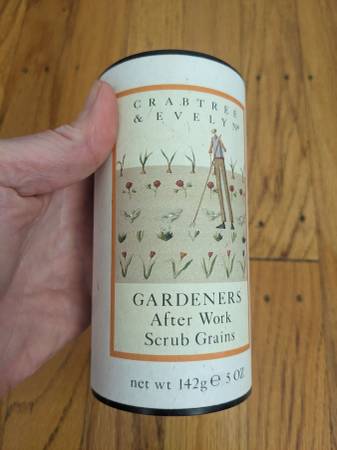 CRABTREE
& EVELYN®
GARDENERS
After Work
Scrub Grains
net wt 142g ℮ 5 OZ